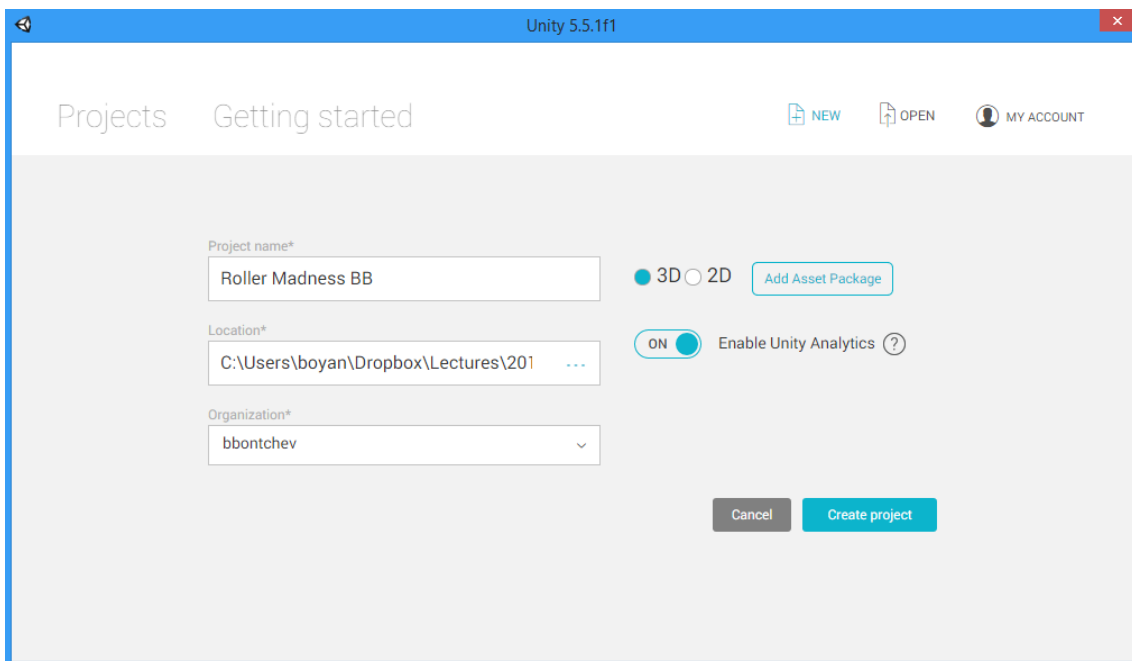 Unity 5.5.1f1
Projects Getting started NEW OPEN MY ACCOUNT
Project name*
Roller Madness BB
3D 2D Add Asset Package
Location*
C:\Users\boyan\Dropbox\Lectures\201 ...
ON Enable Unity Analytics ?
Organization*
bbontchev
Cancel Create project